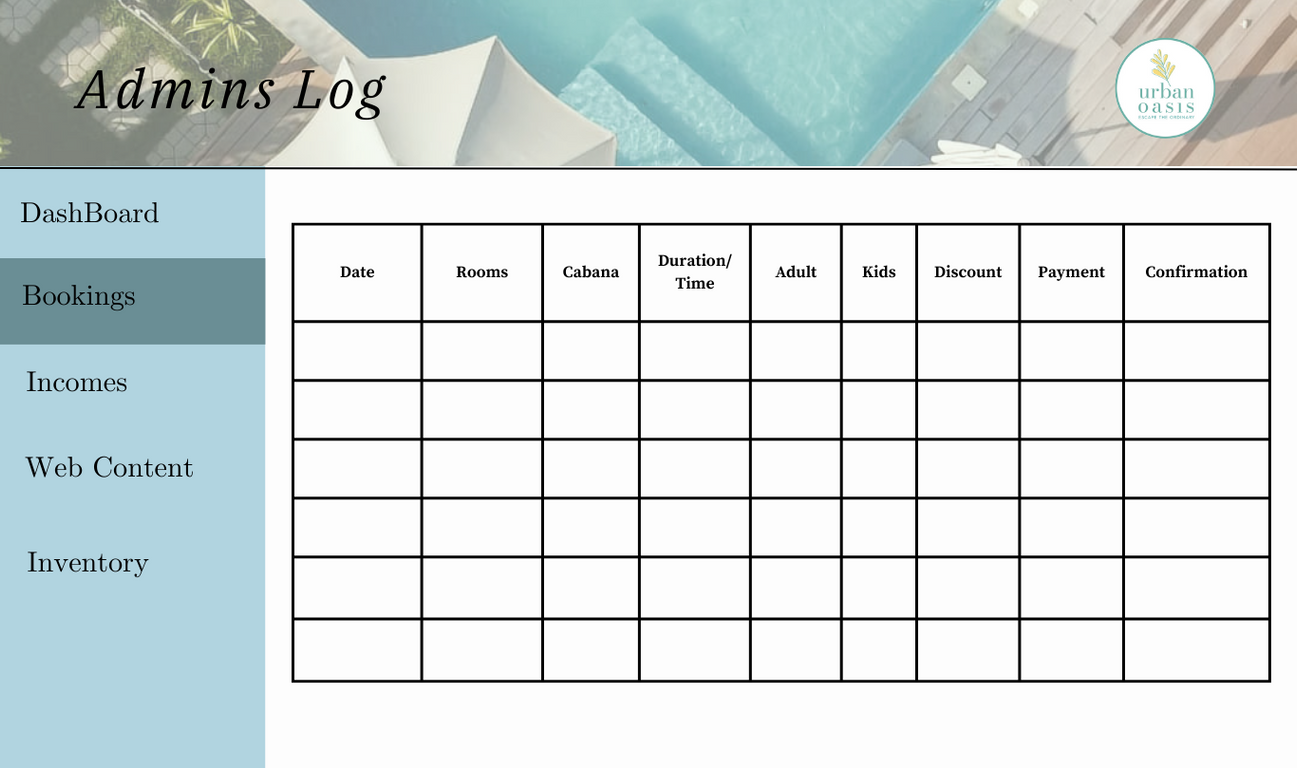 Admins Log
urban
oasis
ESCAPE THE ORDINARY
DashBoard
Bookings
Incomes
Web Content
Inventory
Date Rooms Cabana Duration/ Adult Kids Discount Payment Confirmation
Time